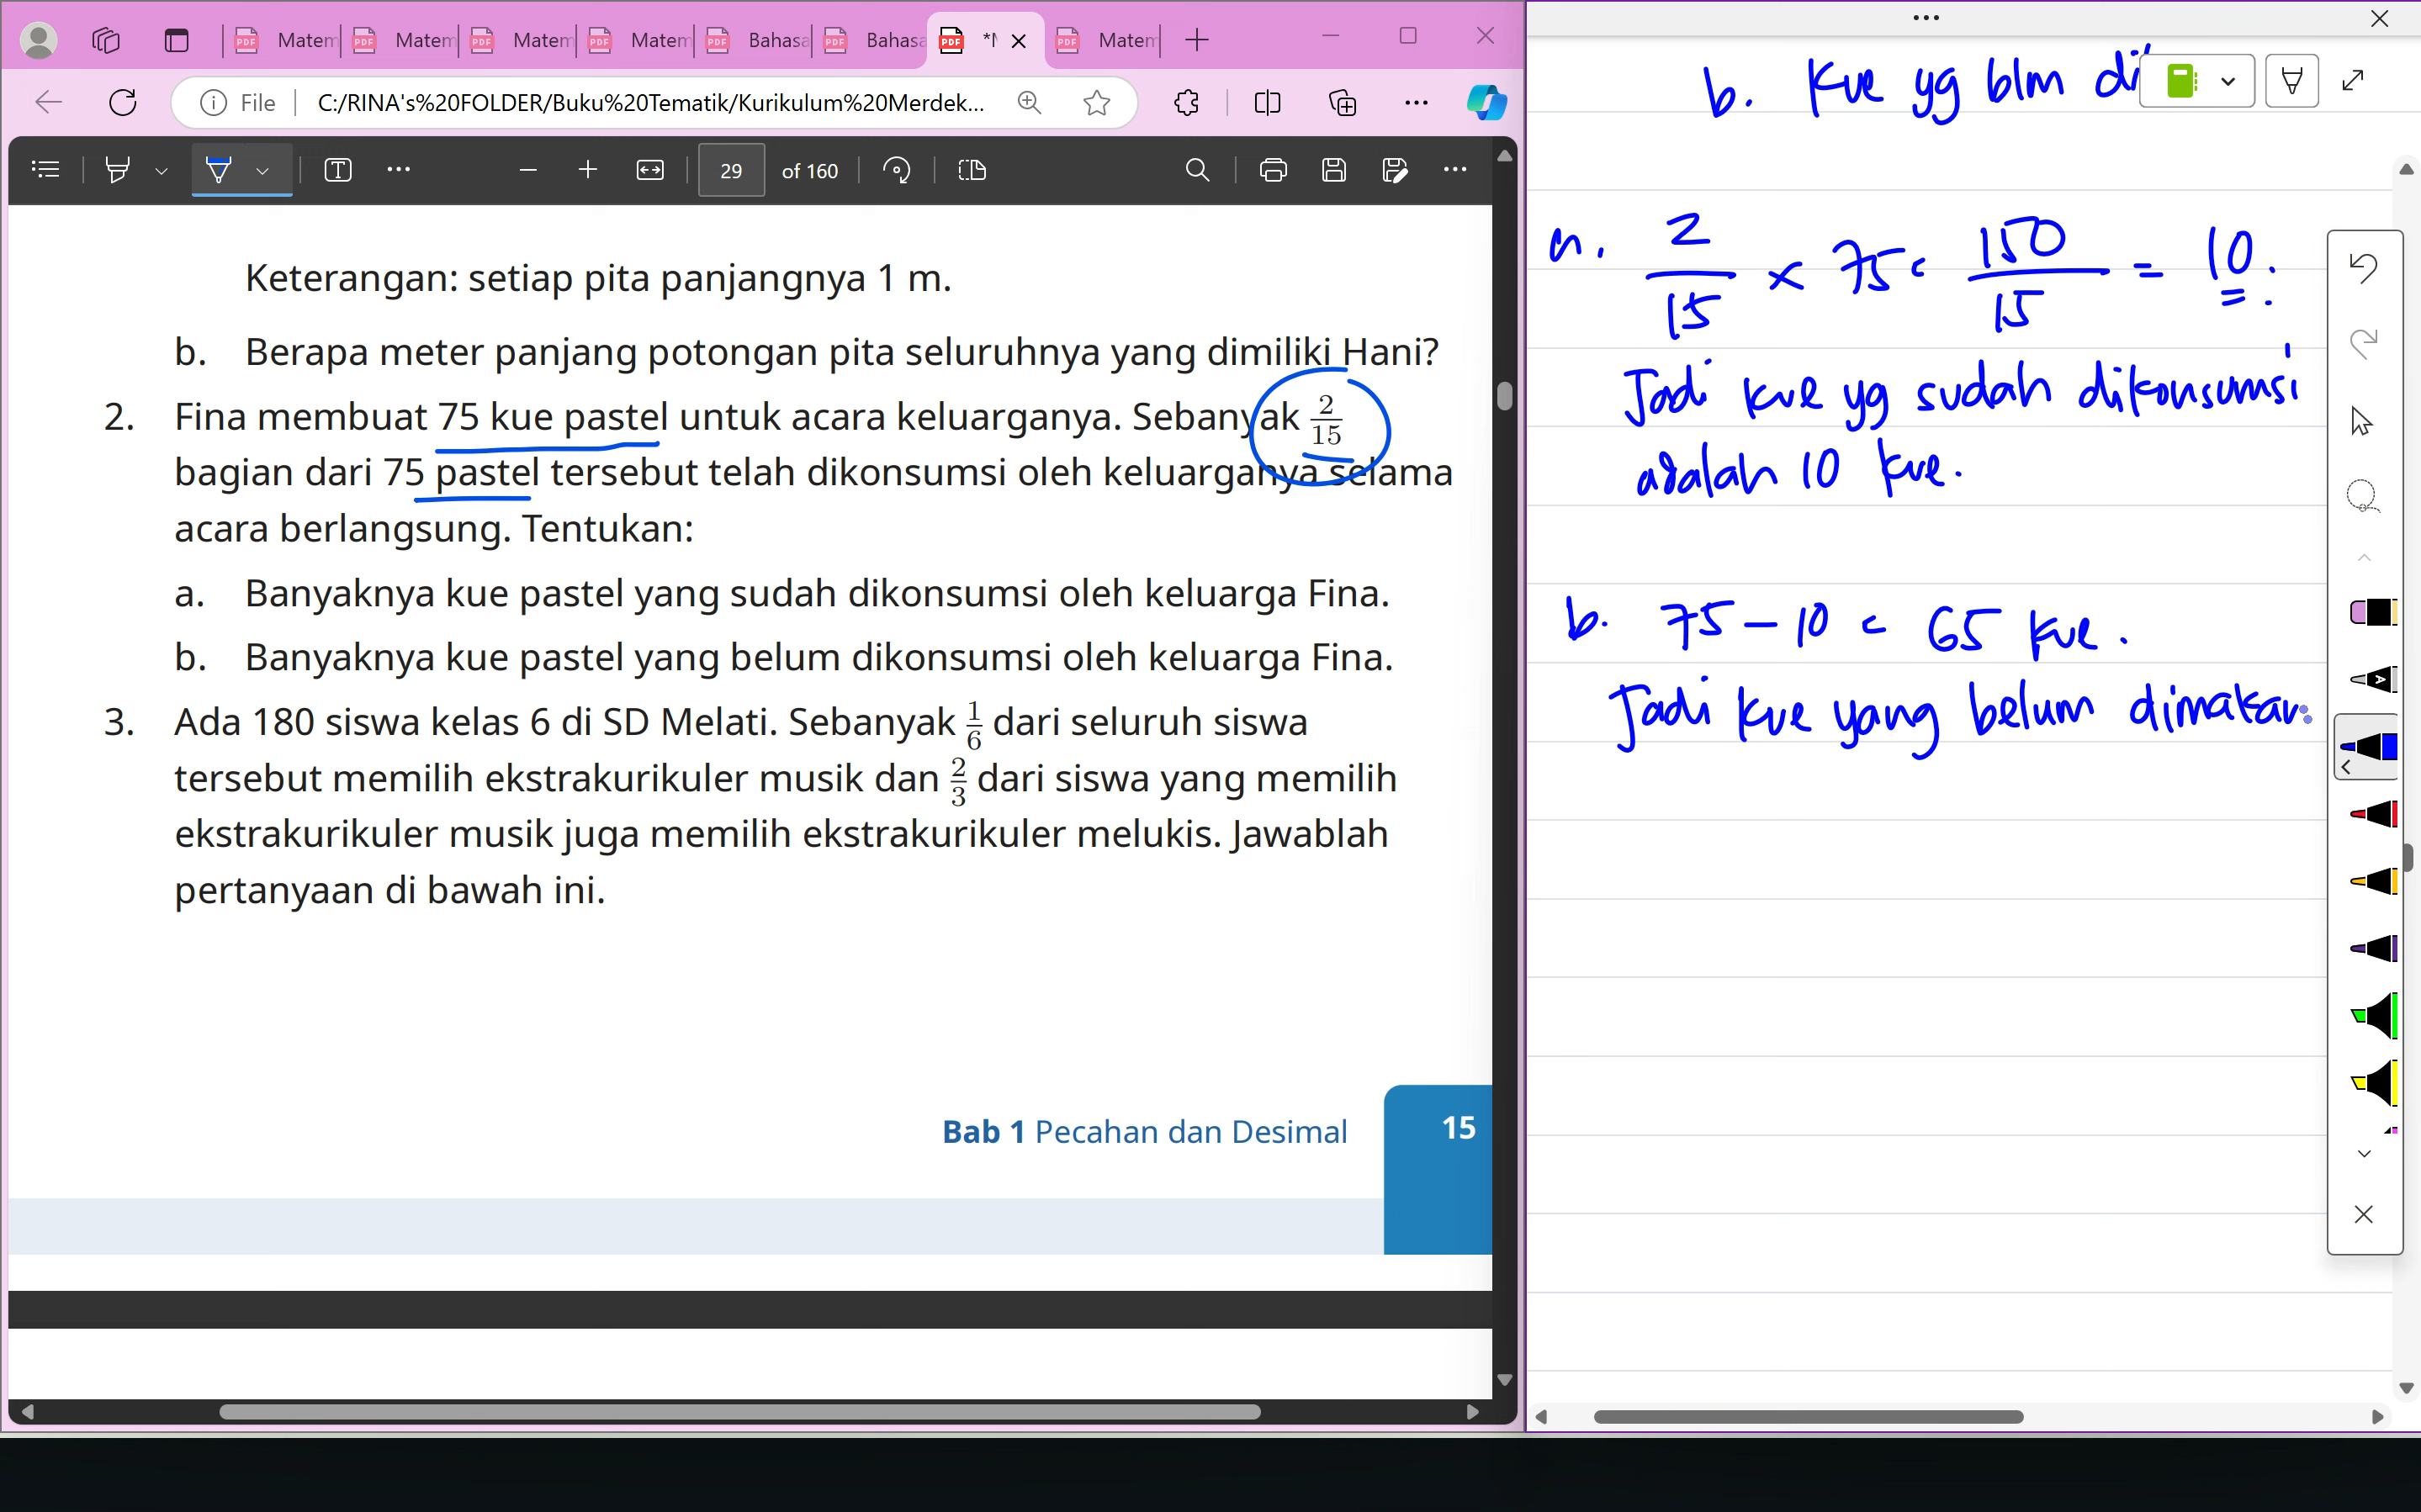 Matem
Matem
Matem
Matem
Bahasa
Bahasa
Matem
File
C:/RINA's%20FOLDER/Buku%20Tematik/Kurikulum%20Merdek...
29
of 160
Keterangan: setiap pita panjangnya 1 m.
b. Berapa meter panjang potongan pita seluruhnya yang dimiliki Hani?
2. Fina membuat 75 kue pastel untuk acara keluarganya. Sebanyak 2/15
bagian dari 75 pastel tersebut telah dikonsumsi oleh keluarganya selama
acara berlangsung. Tentukan:
a. Banyaknya kue pastel yang sudah dikonsumsi oleh keluarga Fina.
b. Banyaknya kue pastel yang belum dikonsumsi oleh keluarga Fina.
3. Ada 180 siswa kelas 6 di SD Melati. Sebanyak 1/6 dari seluruh siswa
tersebut memilih ekstrakurikuler musik dan 2/3 dari siswa yang memilih
ekstrakurikuler musik juga memilih ekstrakurikuler melukis. Jawablah
pertanyaan di bawah ini.
Bab 1 Pecahan dan Desimal
15
b. Kue yg blm di
a. 2/15 x 75 = 150/15 = 10.
Jadi kue yg sudah dikonsumsi
adalah 10 kue.
b. 75 - 10 = 65 kue.
Jadi kue yang belum dimakan